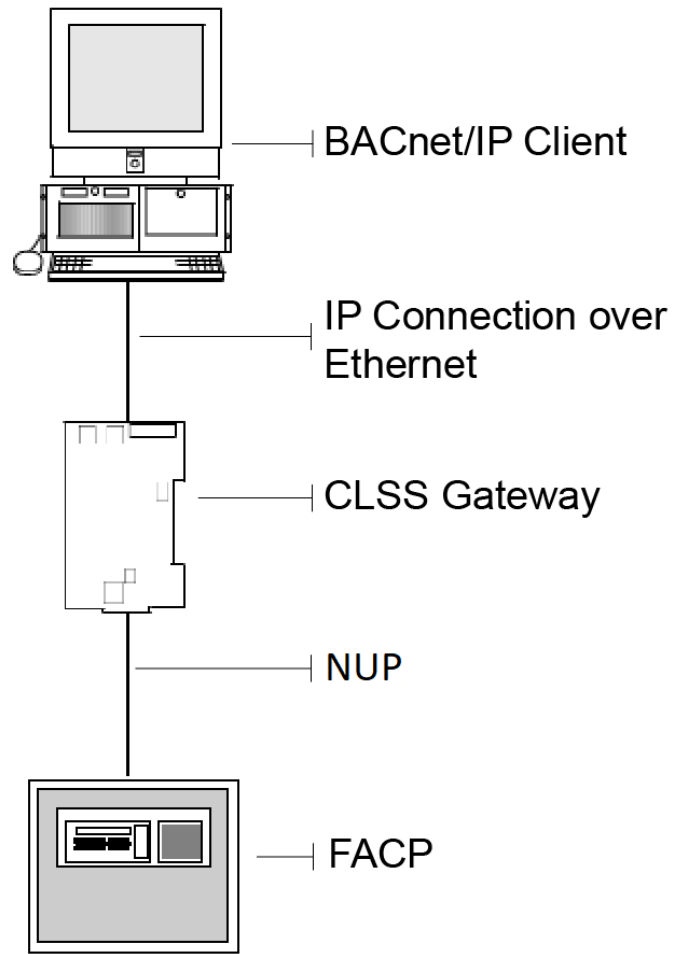 BACnet/IP Client
IP Connection over
Ethernet
CLSS Gateway
NUP
FACP